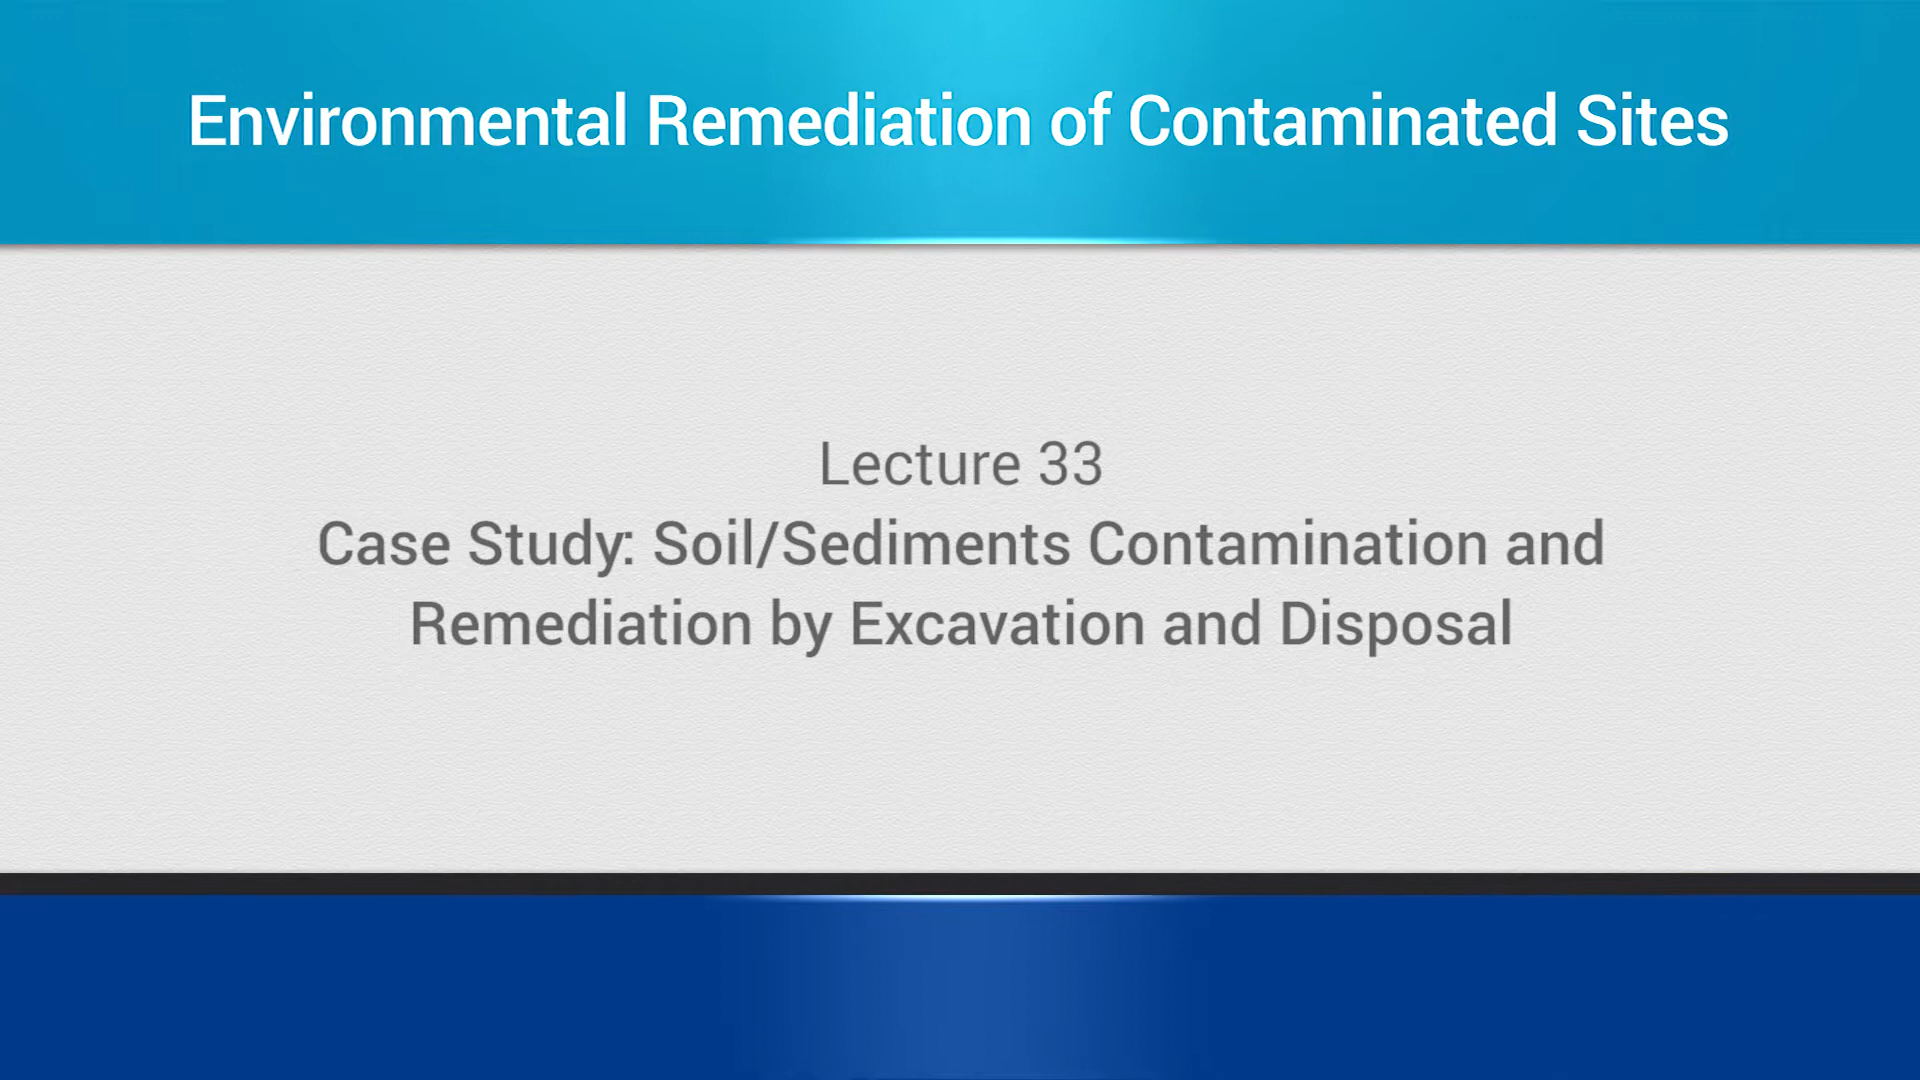 Environmental Remediation of Contaminated Sites
Lecture 33
Case Study: Soil/Sediments Contamination and
Remediation by Excavation and Disposal